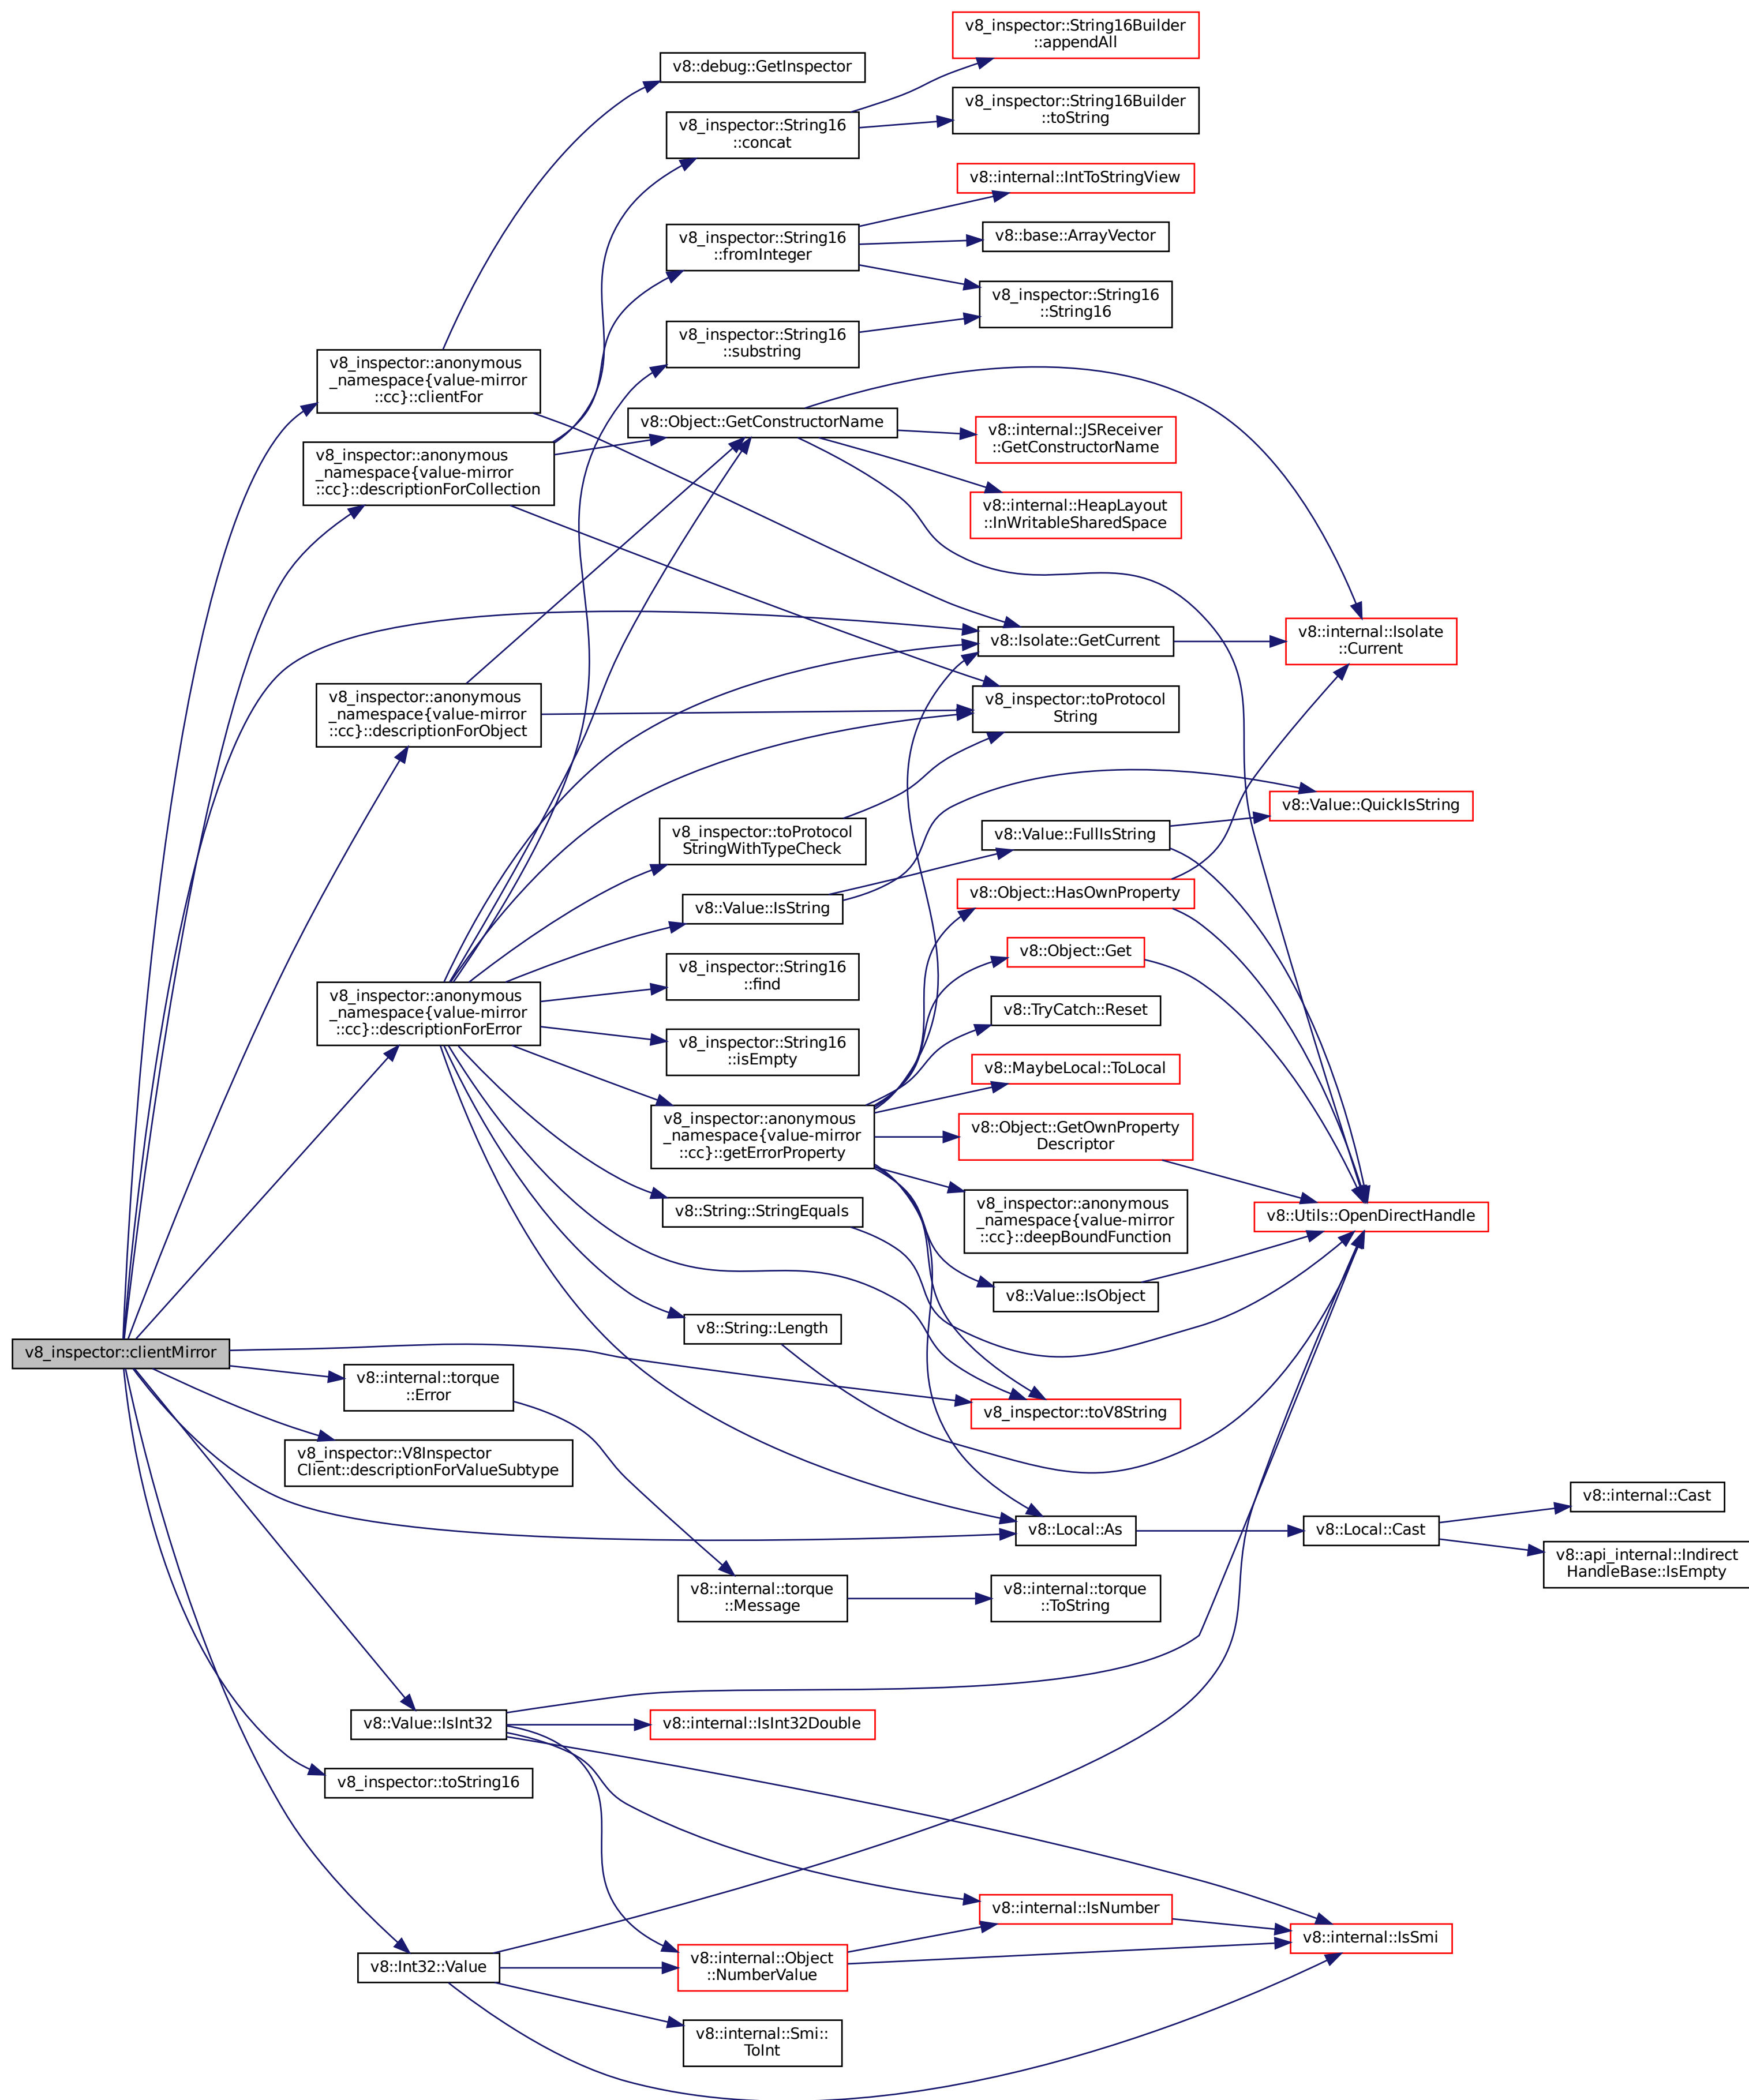 v8_inspector::String16Builder
::appendAll
v8::debug::GetInspector
v8_inspector::String16Builder
::toString
v8_inspector::String16
::concat
v8::internal::IntToStringView
v8::base::ArrayVector
v8_inspector::String16
::fromInteger
v8_inspector::String16
::String16
v8_inspector::String16
::substring
v8_inspector::anonymous
_namespace{value-mirror
::cc}::clientFor
v8::Object::GetConstructorName
v8::internal::JSReceiver
::GetConstructorName
v8_inspector::anonymous
_namespace{value-mirror
::cc}::descriptionForCollection
v8::internal::HeapLayout
::InWritableSharedSpace
v8::Isolate::GetCurrent
v8::internal::Isolate
::Current
v8_inspector::anonymous
_namespace{value-mirror
::cc}::descriptionForObject
v8_inspector::toProtocol
String
v8::Value::QuickIsString
v8_inspector::toProtocol
StringWithTypeCheck
v8::Value::FullIsString
v8::Object::HasOwnProperty
v8::Value::IsString
v8::Object::Get
v8_inspector::String16
::find
v8_inspector::anonymous
_namespace{value-mirror
::cc}::descriptionForError
v8::TryCatch::Reset
v8_inspector::String16
::isEmpty
v8::MaybeLocal::ToLocal
v8_inspector::anonymous
_namespace{value-mirror
::cc}::getErrorProperty
v8::Object::GetOwnProperty
Descriptor
v8::String::StringEquals
v8_inspector::anonymous
_namespace{value-mirror
::cc}::deepBoundFunction
v8::Utils::OpenDirectHandle
v8::Value::IsObject
v8::String::Length
v8_inspector::clientMirror
v8::internal::torque
::Error
v8_inspector::toV8String
v8_inspector::V8Inspector
Client::descriptionForValueSubtype
v8::internal::Cast
v8::Local::As
v8::Local::Cast
v8::api_internal::Indirect
HandleBase::IsEmpty
v8::internal::torque
::Message
v8::internal::torque
::ToString
v8::Value::IsInt32
v8::internal::IsInt32Double
v8_inspector::toString16
v8::internal::IsNumber
v8::internal::IsSmi
v8::Int32::Value
v8::internal::Object
::NumberValue
v8::internal::Smi::
ToInt